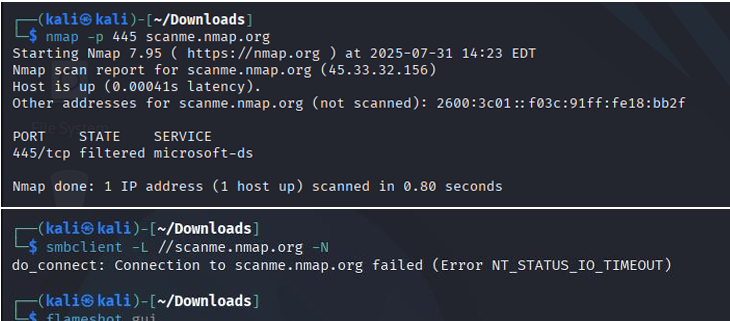 (kali㉿kali)-[~/Downloads]
$ nmap -p 445 scanme.nmap.org
Starting Nmap 7.95 ( https://nmap.org ) at 2025-07-31 14:23 EDT
Nmap scan report for scanme.nmap.org (45.33.32.156)
Host is up (0.00041s latency).
Other addresses for scanme.nmap.org (not scanned): 2600:3c01::f03c:91ff:fe18:bb2f
PORT    STATE    SERVICE
445/tcp filtered microsoft-ds
Nmap done: 1 IP address (1 host up) scanned in 0.80 seconds
(kali㉿kali)-[~/Downloads]
$ smbclient -L //scanme.nmap.org -N
do_connect: Connection to scanme.nmap.org failed (Error NT_STATUS_IO_TIMEOUT)
(kali㉿kali)-[~/Downloads]
$ flameshot gui